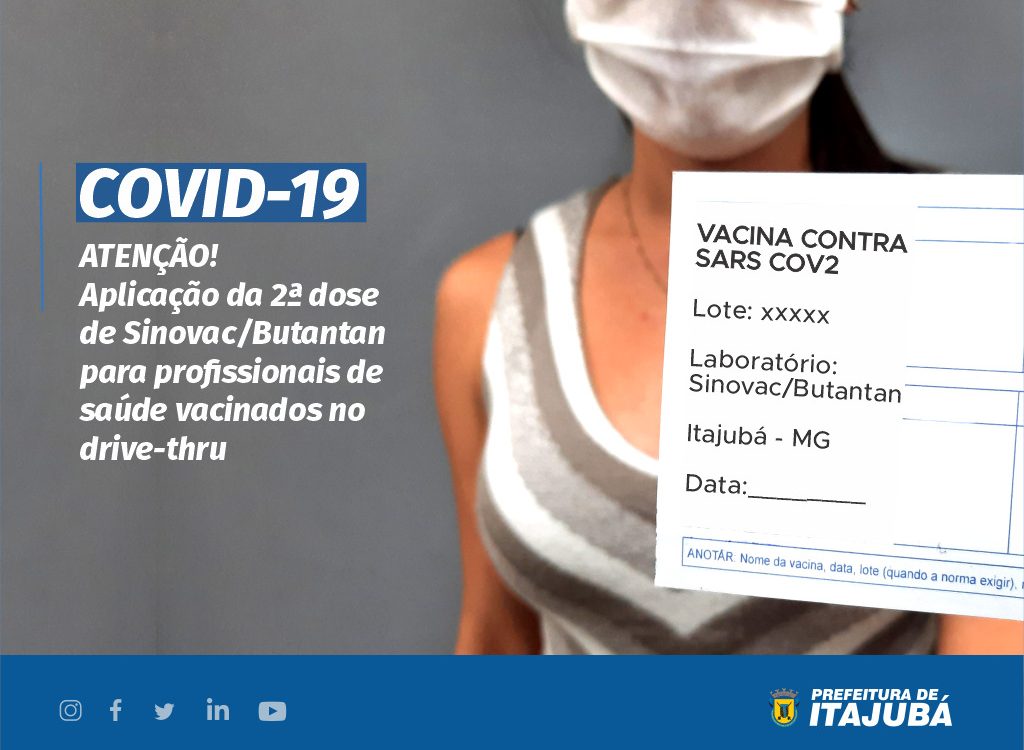 COVID-19
ATENÇÃO!
Aplicação da 2ª dose
de Sinovac/Butantan
para profissionais de
saúde vacinados no
drive-thru
VACINA CONTRA
SARS COV2
Lote: xxxxx
Laboratório:
Sinovac/Butantan
Itajubá - MG
Data:_________
ANOTAR: Nome da vacina, data, lote (quando a norma exigir),
PREFEITURA DE
ITAJUBÁ